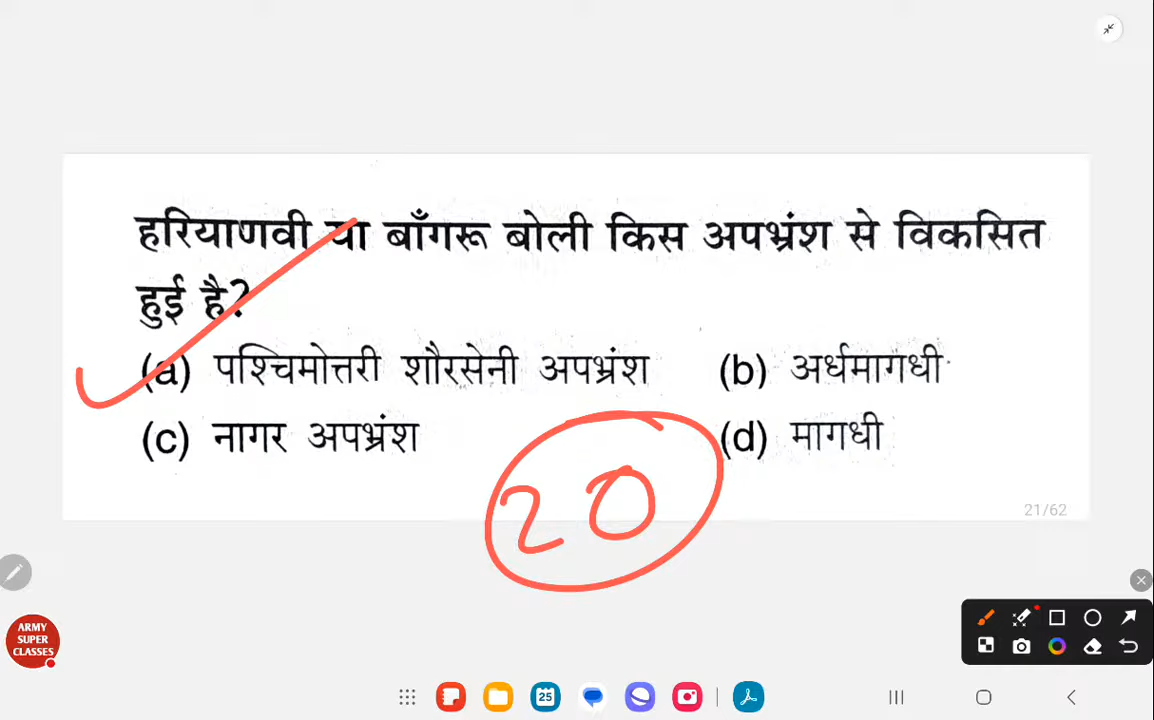 हरियाणवी या बाँगरू बोली किस अपभ्रंश से विकसित
हुई है?
(a) पश्चिमोत्तरी शौरसेनी अपभ्रंश (b) अर्धमागधी
(c) नागर अपभ्रंश (d) मागधी
20
21/62
ARMY
SUPER
CLASSES
25